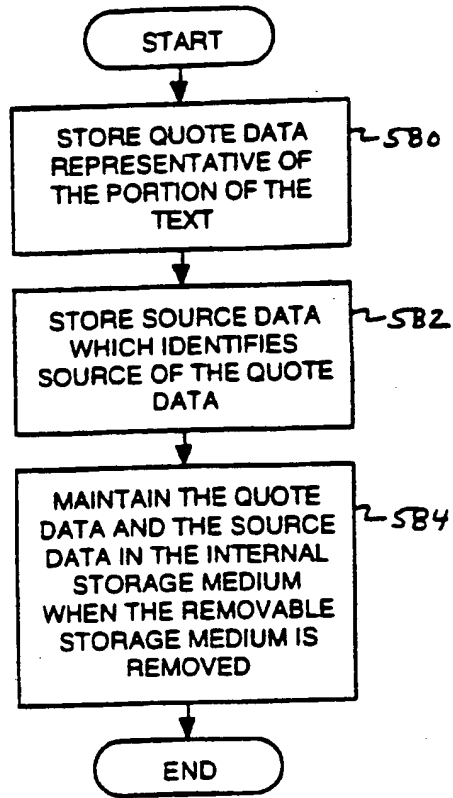 START
STORE QUOTE DATA
REPRESENTATIVE OF
THE PORTION OF THE
TEXT
580
STORE SOURCE DATA
WHICH IDENTIFIES
SOURCE OF THE QUOTE
DATA
582
MAINTAIN THE QUOTE
DATA AND THE SOURCE
DATA IN THE INTERNAL
STORAGE MEDIUM
WHEN THE REMOVABLE
STORAGE MEDIUM IS
REMOVED
584
END